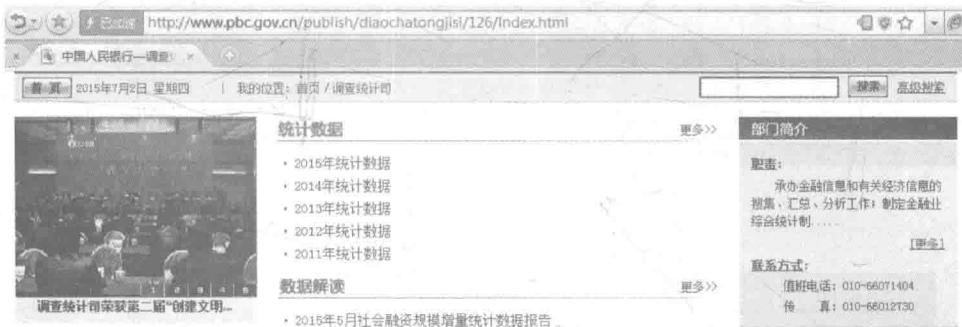 http://www.pbc.gov.cn/publish/diaochatongjisi/126/Index.html
中国人民银行—调查
首 页 2015年7月2日 星期四 | 我的位置：首页 / 调查统计司
搜索 高级搜索
调查统计司荣获第二届“创建文明...
统计数据 更多>>
· 2015年统计数据
· 2014年统计数据
· 2013年统计数据
· 2012年统计数据
· 2011年统计数据
数据解读 更多>>
· 2015年5月社会融资规模增量统计数据报告
部门简介
职责：
承办金融信息和有关经济信息的
搜集、汇总、分析工作；制定金融业
综合统计制.....
[更多]
联系方式：
值班电话：010-66071404
传 真：010-66012730